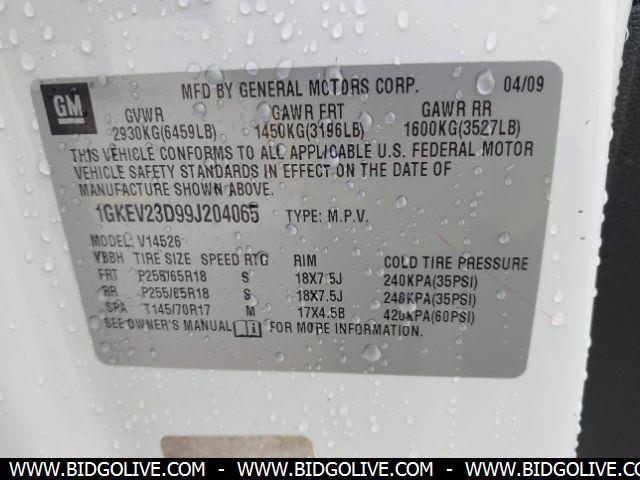 GM
MFD BY GENERAL MOTORS CORP. 04/09
GVWR GAWR FRT GAWR RR
2930KG(6459LB) 1450KG(3196LB) 1600KG(3527LB)
THIS VEHICLE CONFORMS TO ALL APPLICABLE U.S. FEDERAL MOTOR
VEHICLE SAFETY STANDARDS IN EFFECT ON THE DATE OF
MANUFACTURE SHOWN ABOVE.
1GKEV23D99J204065 TYPE: M.P.V.
MODEL: V14526
VBBH TIRE SIZE SPEED RTG RIM COLD TIRE PRESSURE
FRT P255/65R18 S 18X7.5J 240KPA(35PSI)
RR P255/65R18 S 18X7.5J 240KPA(35PSI)
SPA T145/70R17 M 17X4.5B 420KPA(60PSI)
SEE OWNER'S MANUAL FOR MORE INFORMATION.
WWW.BIDGOLIVE.COM - WWW.BIDGOLIVE.COM - WWW.BIDGOLIVE.COM